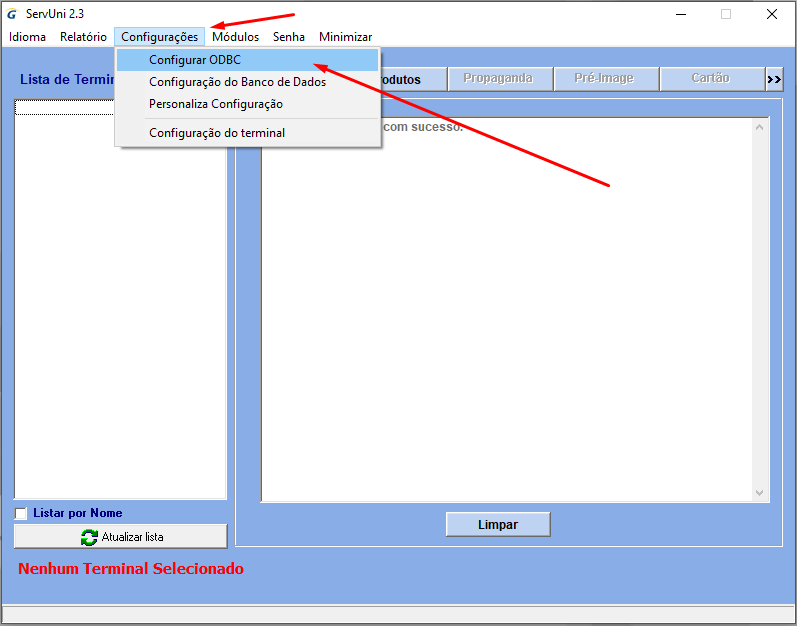 ServUni 2.3
Idioma Relatório Configurações Módulos Senha Minimizar
Configurar ODBC
Configuração do Banco de Dados
Personaliza Configuração
Configuração do terminal
Lista de Termin
odutos Propaganda Pré-Image Cartão >>
com sucesso.
Listar por Nome
Atualizar lista
Limpar
Nenhum Terminal Selecionado